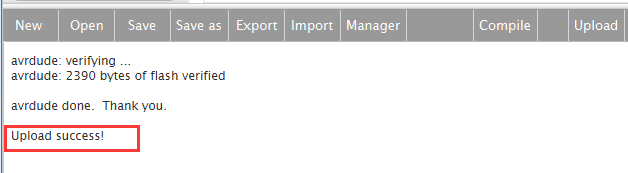 New Open Save Save as Export Import Manager Compile Upload
avrdude: verifying ...
avrdude: 2390 bytes of flash verified
avrdude done.  Thank you.
Upload success!